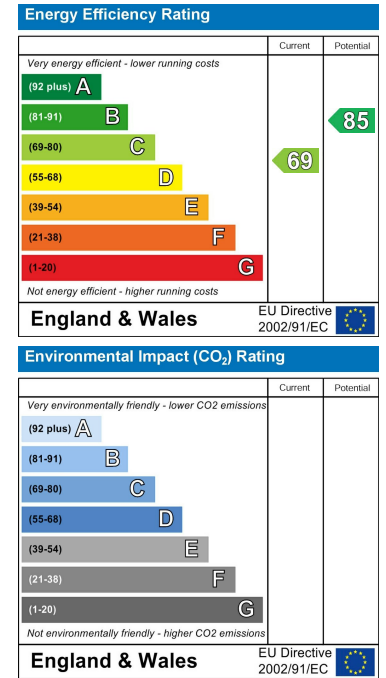 Energy Efficiency Rating
Current Potential
Very energy efficient - lower running costs
(92 plus) A
(81-91) B
85
(69-80) C
69
(55-68) D
(39-54) E
(21-38) F
(1-20) G
Not energy efficient - higher running costs
England & Wales
EU Directive
2002/91/EC
Environmental Impact (CO₂) Rating
Current Potential
Very environmentally friendly - lower CO2 emissions
(92 plus) A
(81-91) B
(69-80) C
(55-68) D
(39-54) E
(21-38) F
(1-20) G
Not environmentally friendly - higher CO2 emissions
England & Wales
EU Directive
2002/91/EC